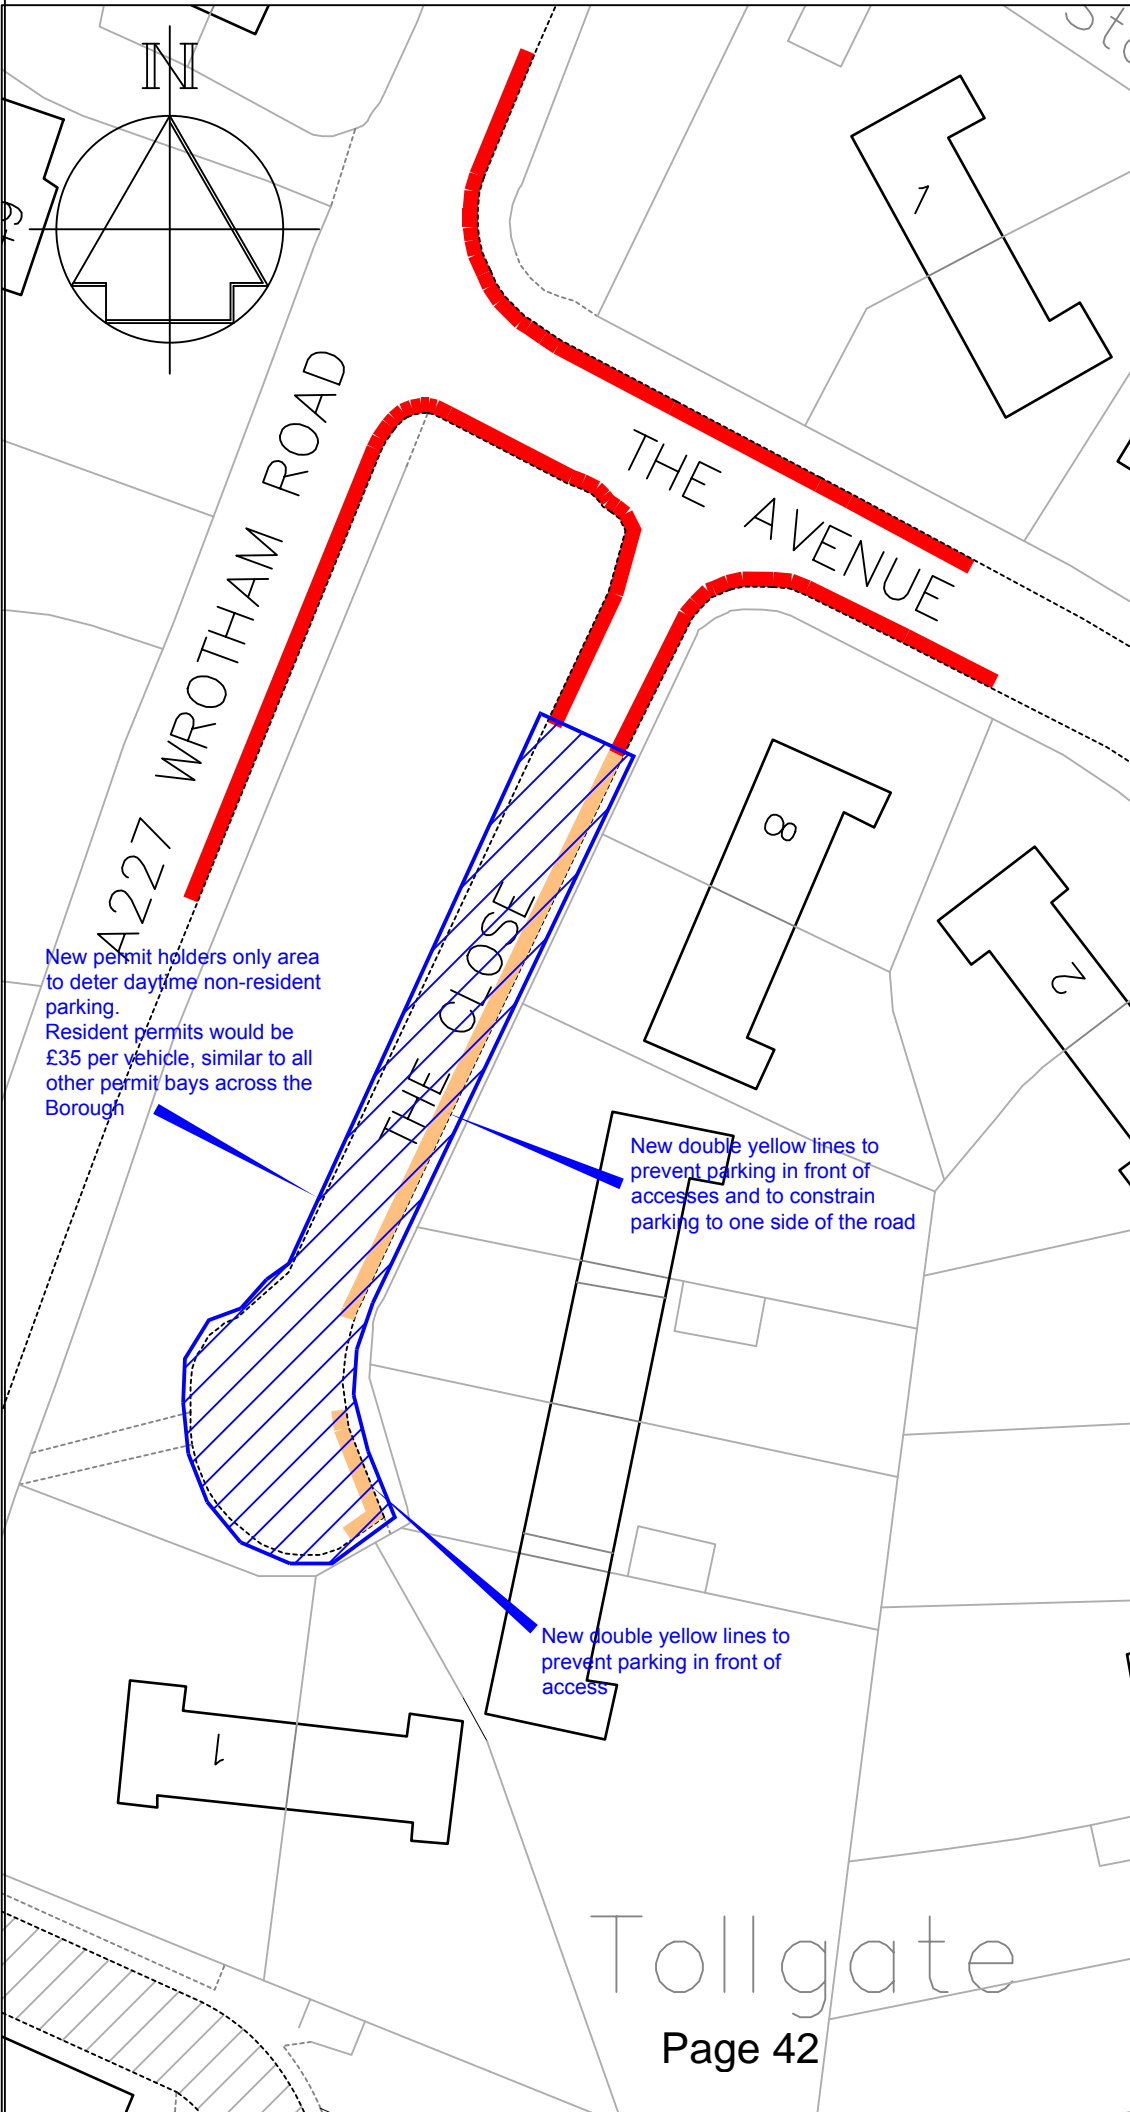 N
1
A227 WROTHAM ROAD
THE AVENUE
8
2
THE CLOSE
New permit holders only area
to deter daytime non-resident
parking.
Resident permits would be
£35 per vehicle, similar to all
other permit bays across the
Borough
New double yellow lines to
prevent parking in front of
accesses and to constrain
parking to one side of the road
New double yellow lines to
prevent parking in front of
access
1
Tollgate
Page 42